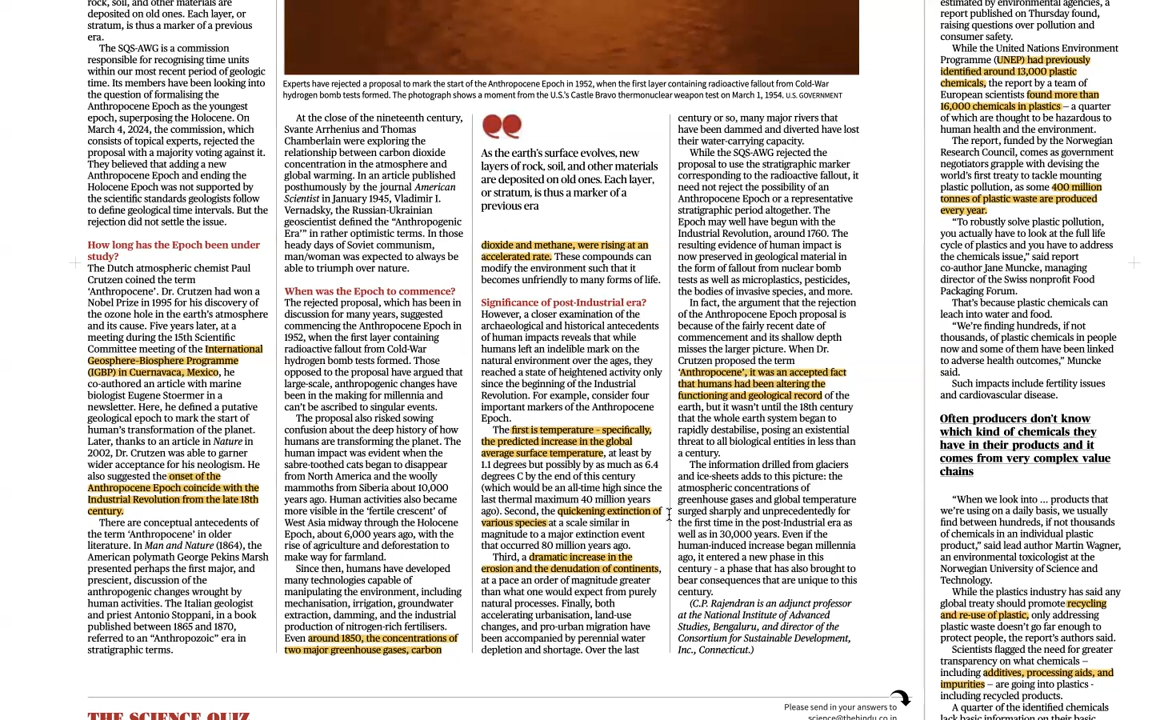 rock, soil, and other materials are
deposited on old ones. Each layer, or
stratum, is thus a marker of a previous
era.
The SQS-AWG is a commission
responsible for recognising time units
within our most recent period of geologic
time. Its members have been looking into
the question of formalising the
Anthropocene Epoch as the youngest
epoch, superposing the Holocene. On
March 4, 2024, the commission, which
consists of topical experts, rejected the
proposal with a majority voting against it.
They believed that adding a new
Anthropocene Epoch and ending the
Holocene Epoch was not supported by
the scientific standards geologists follow
to define geological time intervals. But the
rejection did not settle the issue.
How long has the Epoch been under
study?
The Dutch atmospheric chemist Paul
Crutzen coined the term
‘Anthropocene’. Dr. Crutzen had won a
Nobel Prize in 1995 for his discovery of
the ozone hole in the earth’s atmosphere
and its cause. Five years later, at a
meeting during the 15th Scientific
Committee meeting of the International
Geosphere-Biosphere Programme
(IGBP) in Cuernavaca, Mexico, he
co-authored an article with marine
biologist Eugene Stoermer in a
newsletter. Here, he defined a putative
geological epoch to mark the start of
human’s transformation of the planet.
Later, thanks to an article in Nature in
2002, Dr. Crutzen was able to garner
wider acceptance for his neologism. He
also suggested the onset of the
Anthropocene Epoch coincide with the
Industrial Revolution from the late 18th
century.
There are conceptual antecedents of
the term ‘Anthropocene’ in older
literature. In Man and Nature (1864), the
American polymath George Pekins Marsh
presented perhaps the first major, and
prescient, discussion of the
anthropogenic changes wrought by
human activities. The Italian geologist
and priest Antonio Stoppani, in a book
published between 1865 and 1870,
referred to an “Anthropozoic” era in
stratigraphic terms.
Experts have rejected a proposal to mark the start of the Anthropocene Epoch in 1952, when the first layer containing radioactive fallout from Cold-War
hydrogen bomb tests formed. The photograph shows a moment from the U.S.’s Castle Bravo thermonuclear weapon test on March 1, 1954. U.S. GOVERNMENT
At the close of the nineteenth century,
Svante Arrhenius and Thomas
Chamberlain were exploring the
relationship between carbon dioxide
concentration in the atmosphere and
global warming. In an article published
posthumously by the journal American
Scientist in January 1945, Vladimir I.
Vernadsky, the Russian-Ukrainian
geoscientist defined the “Anthropogenic
Era’” in rather optimistic terms. In those
heady days of Soviet communism,
man/woman was expected to always be
able to triumph over nature.
When was the Epoch to commence?
The rejected proposal, which has been in
discussion for many years, suggested
commencing the Anthropocene Epoch in
1952, when the first layer containing
radioactive fallout from Cold-War
hydrogen bomb tests formed. Those
opposed to the proposal have argued that
large-scale, anthropogenic changes have
been in the making for millennia and
can’t be ascribed to singular events.
The proposal also risked sowing
confusion about the deep history of how
humans are transforming the planet. The
human impact was evident when the
sabre-toothed cats began to disappear
from North America and the woolly
mammoths from Siberia about 10,000
years ago. Human activities also became
more visible in the ‘fertile crescent’ of
West Asia midway through the Holocene
Epoch, about 6,000 years ago, with the
rise of agriculture and deforestation to
make way for farmland.
Since then, humans have developed
many technologies capable of
manipulating the environment, including
mechanisation, irrigation, groundwater
extraction, damming, and the industrial
production of nitrogen-rich fertilisers.
Even around 1850, the concentrations of
two major greenhouse gases, carbon
As the earth’s surface evolves, new
layers of rock, soil, and other materials
are deposited on old ones. Each layer,
or stratum, is thus a marker of a
previous era
dioxide and methane, were rising at an
accelerated rate. These compounds can
modify the environment such that it
becomes unfriendly to many forms of life.
Significance of post-Industrial era?
However, a closer examination of the
archaeological and historical antecedents
of human impacts reveals that while
humans left an indelible mark on the
natural environment over the ages, they
reached a state of heightened activity only
since the beginning of the Industrial
Revolution. For example, consider four
important markers of the Anthropocene
Epoch.
The first is temperature – specifically,
the predicted increase in the global
average surface temperature, at least by
1.1 degrees but possibly by as much as 6.4
degrees C by the end of this century
(which would be an all-time high since the
last thermal maximum 40 million years
ago). Second, the quickening extinction of
various species at a scale similar in
magnitude to a major extinction event
that occurred 80 million years ago.
Third, a dramatic increase in the
erosion and the denudation of continents,
at a pace an order of magnitude greater
than what one would expect from purely
natural processes. Finally, both
accelerating urbanisation, land-use
changes, and pro-urban migration have
been accompanied by perennial water
depletion and shortage. Over the last
century or so, many major rivers that
have been dammed and diverted have lost
their water-carrying capacity.
While the SQS-AWG rejected the
proposal to use the stratigraphic marker
corresponding to the radioactive fallout, it
need not reject the possibility of an
Anthropocene Epoch or a representative
stratigraphic period altogether. The
Epoch may well have begun with the
Industrial Revolution, around 1760. The
resulting evidence of human impact is
now preserved in geological material in
the form of fallout from nuclear bomb
tests as well as microplastics, pesticides,
the bodies of invasive species, and more.
In fact, the argument that the rejection
of the Anthropocene Epoch proposal is
because of the fairly recent date of
commencement and its shallow depth
misses the larger picture. When Dr.
Crutzen proposed the term
‘Anthropocene’, it was an accepted fact
that humans had been altering the
functioning and geological record of the
earth, but it wasn’t until the 18th century
that the whole earth system began to
rapidly destabilise, posing an existential
threat to all biological entities in less than
a century.
The information drilled from glaciers
and ice-sheets adds to this picture: the
atmospheric concentrations of
greenhouse gases and global temperature
surged sharply and unprecedentedly for
the first time in the post-Industrial era as
well as in 30,000 years. Even if the
human-induced increase began millennia
ago, it entered a new phase in this
century – a phase that has also brought to
bear consequences that are unique to this
century.
(C.P. Rajendran is an adjunct professor
at the National Institute of Advanced
Studies, Bengaluru, and director of the
Consortium for Sustainable Development,
Inc., Connecticut.)
estimated by environmental agencies, a
report published on Thursday found,
raising questions over pollution and
consumer safety.
While the United Nations Environment
Programme (UNEP) had previously
identified around 13,000 plastic
chemicals, the report by a team of
European scientists found more than
16,000 chemicals in plastics – a quarter
of which are thought to be hazardous to
human health and the environment.
The report, funded by the Norwegian
Research Council, comes as government
negotiators grapple with devising the
world’s first treaty to tackle mounting
plastic pollution, as some 400 million
tonnes of plastic waste are produced
every year.
“To robustly solve plastic pollution,
you actually have to look at the full life
cycle of plastics and you have to address
the chemicals issue,” said report
co-author Jane Muncke, managing
director of the Swiss nonprofit Food
Packaging Forum.
That’s because plastic chemicals can
leach into water and food.
“We’re finding hundreds, if not
thousands, of plastic chemicals in people
now and some of them have been linked
to adverse health outcomes,” Muncke
said.
Such impacts include fertility issues
and cardiovascular disease.
Often producers don’t know
which kind of chemicals they
have in their products and it
comes from very complex value
chains
“When we look into ... products that
we’re using on a daily basis, we usually
find between hundreds, if not thousands
of chemicals in an individual plastic
product,” said lead author Martin Wagner,
an environmental toxicologist at the
Norwegian University of Science and
Technology.
While the plastics industry has said any
global treaty should promote recycling
and re-use of plastic, only addressing
plastic waste doesn’t go far enough to
protect people, the report’s authors said.
Scientists flagged the need for greater
transparency on what chemicals –
including additives, processing aids, and
impurities – are going into plastics -
including recycled products.
A quarter of the identified chemicals
lack basic information on their basic
THE SCIENCE QUIZ
Please send in your answers to
science@thehindu.co.in